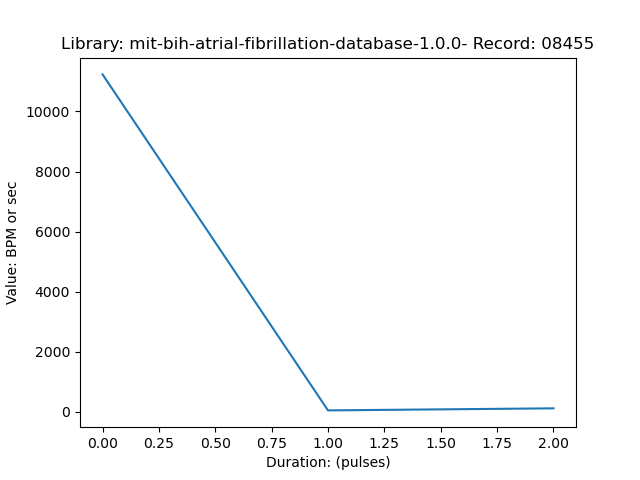 Library: mit-bih-atrial-fibrillation-database-1.0.0- Record: 08455
Value: BPM or sec
10000
8000
6000
4000
2000
0
0.00 0.25 0.50 0.75 1.00 1.25 1.50 1.75 2.00
Duration: (pulses)